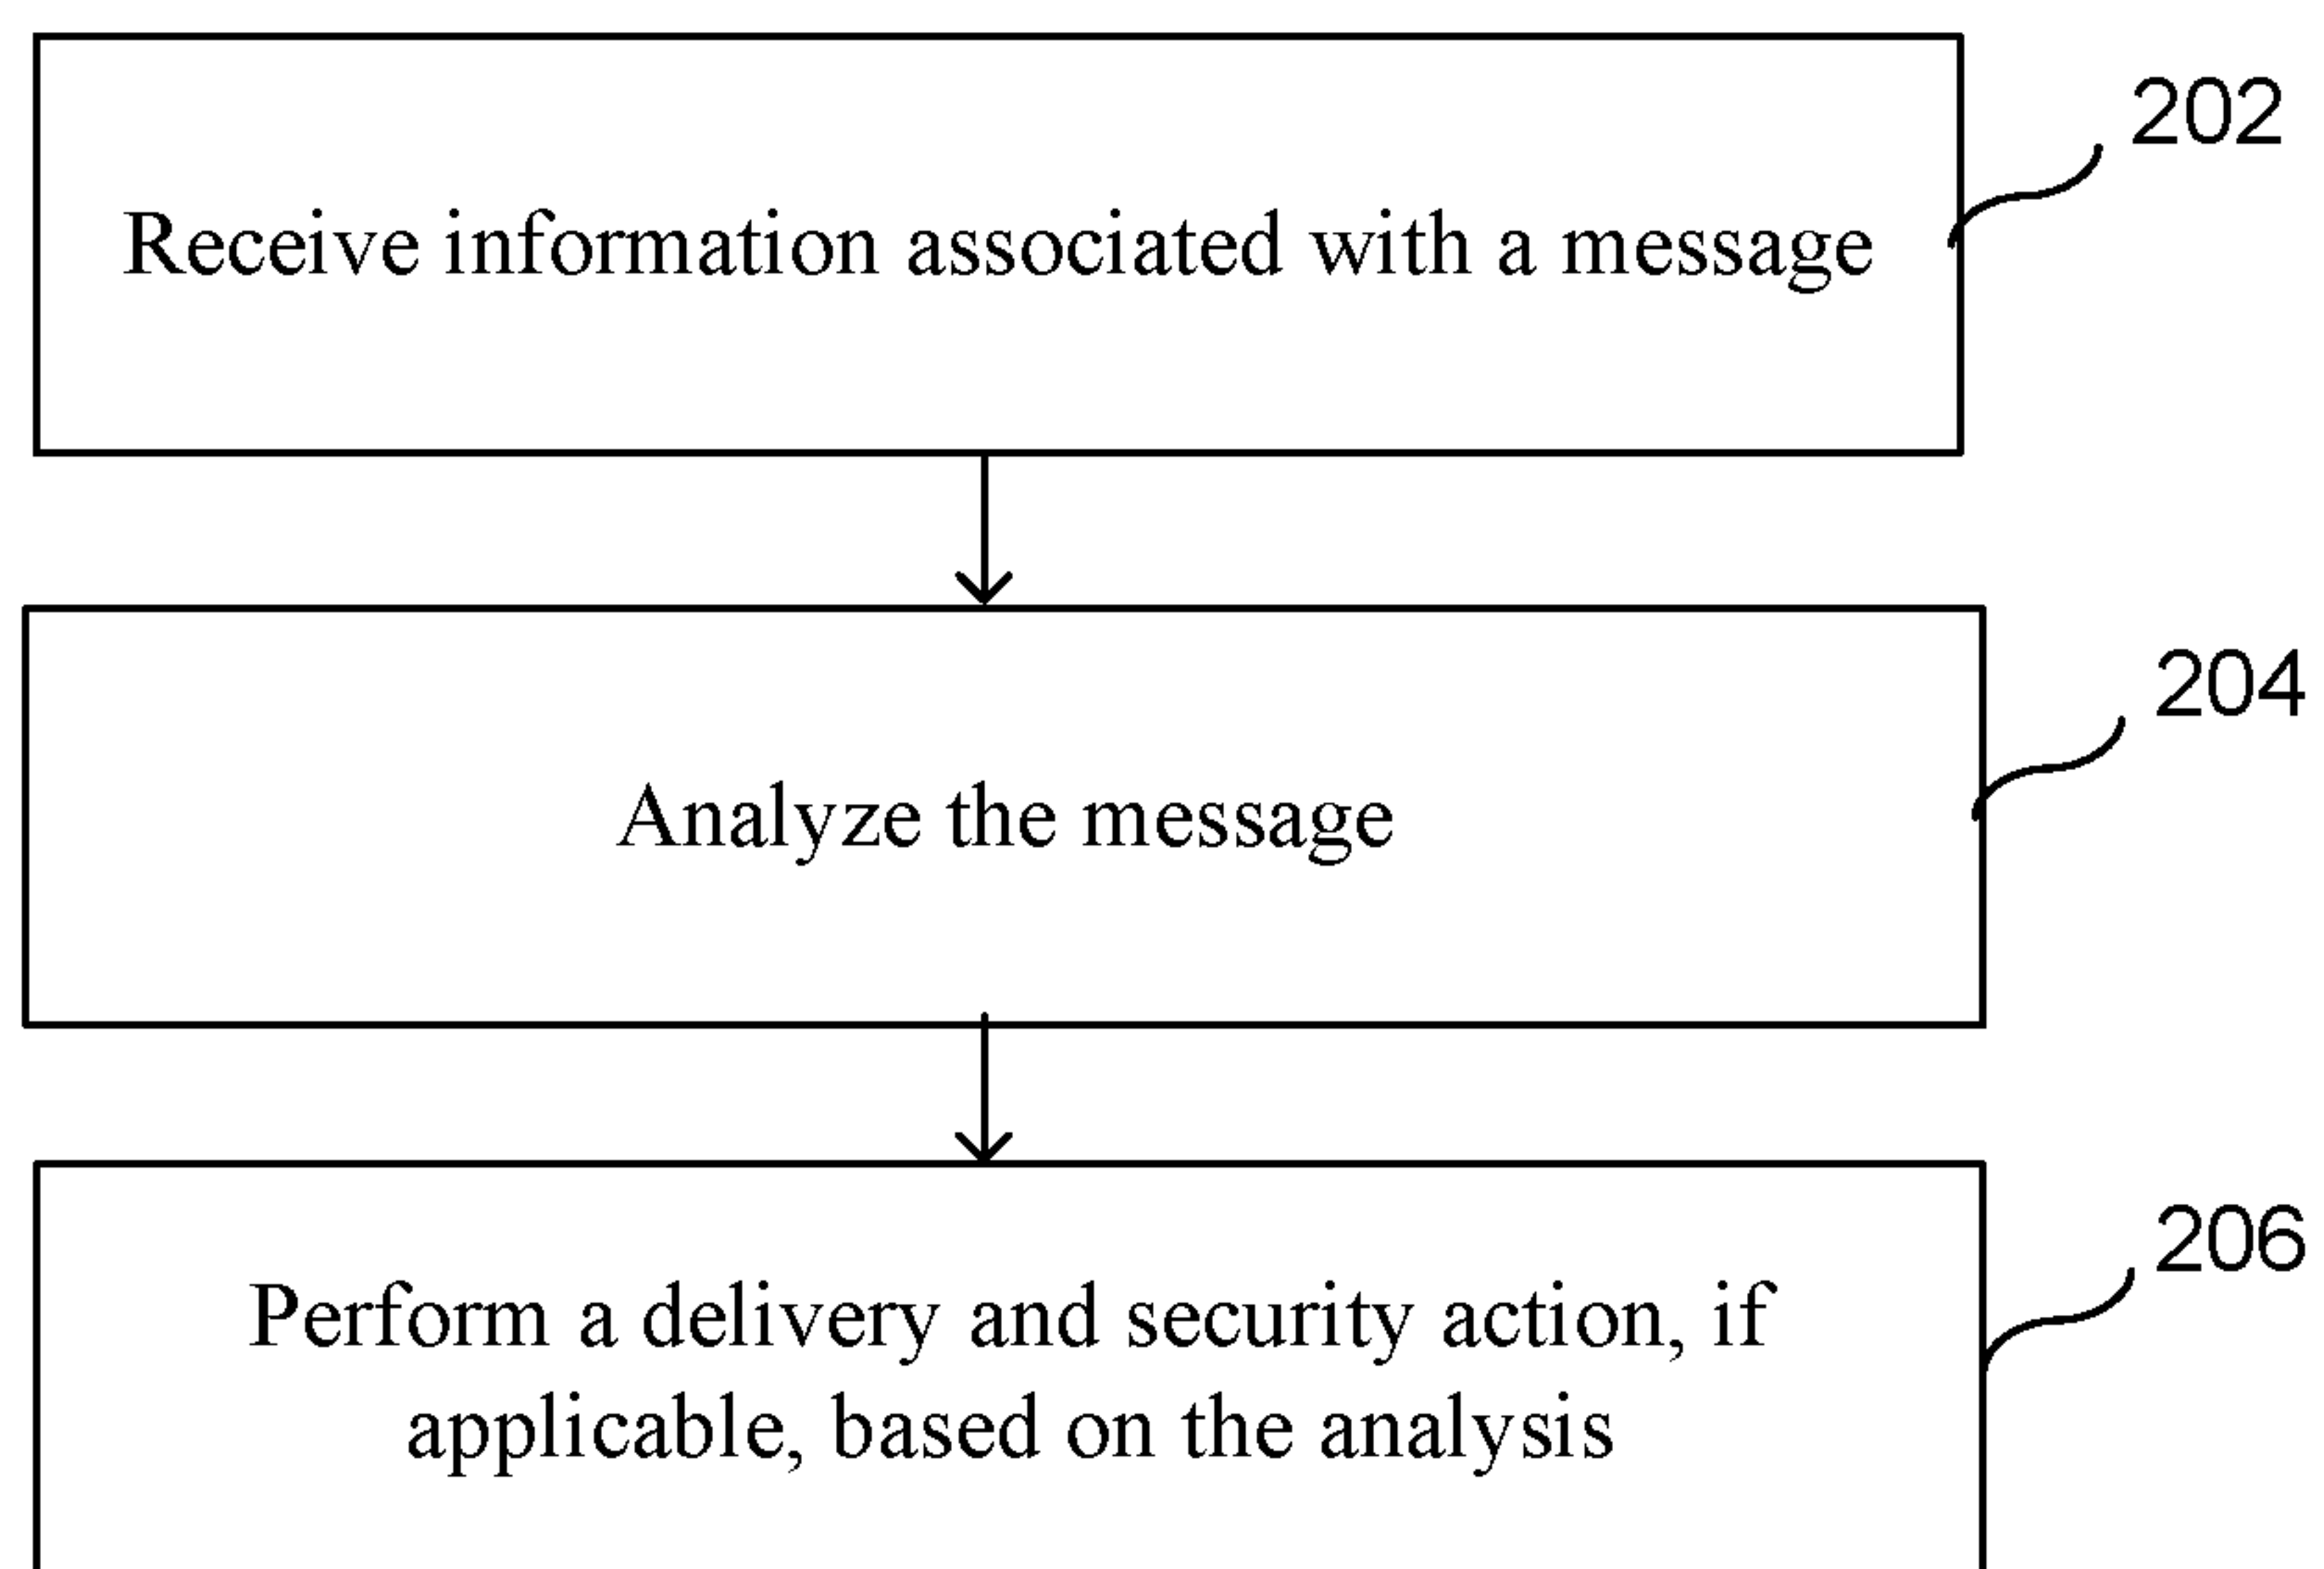 202
Receive information associated with a message
204
Analyze the message
206
Perform a delivery and security action, if
applicable, based on the analysis